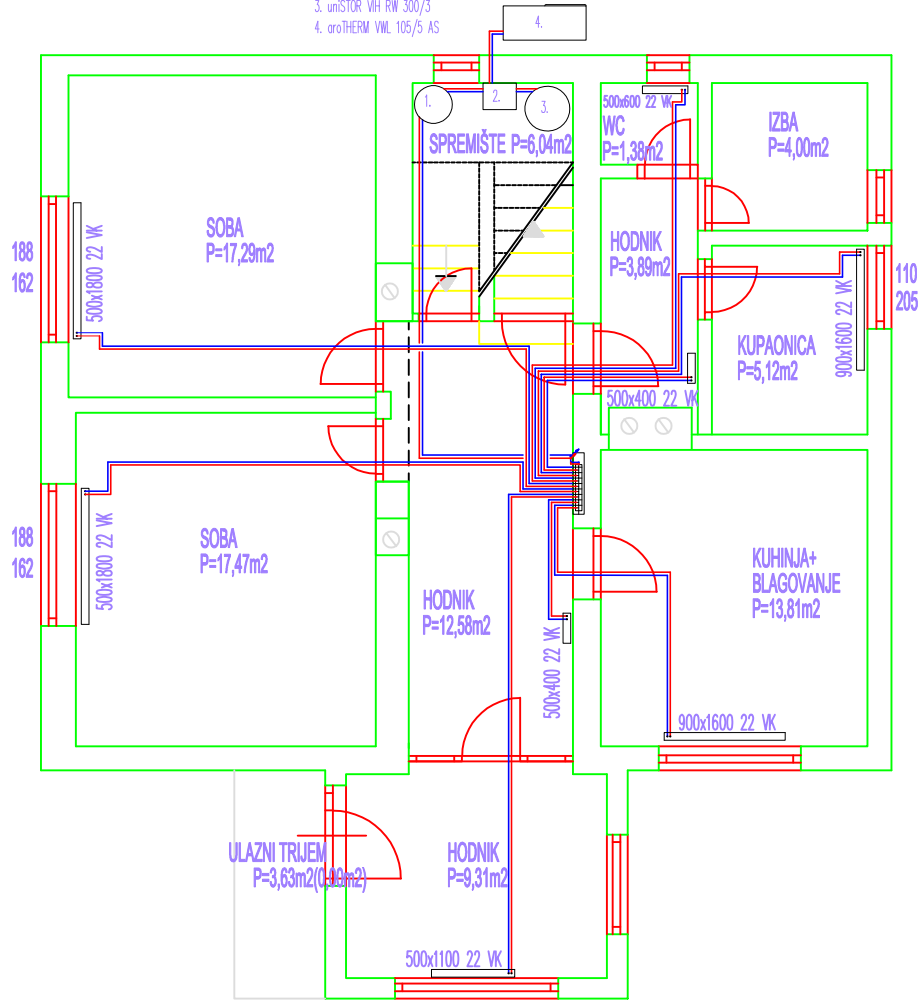 3. uniSTOR VIH RW 300/3
4. aroTHERM VWL 105/5 AS
4.
1.
2.
3.
SPREMIŠTE P=6,04m2
500x600 22 VK
WC
P=1,38m2
IZBA
P=4,00m2
SOBA
P=17,29m2
188
162
500x1800 22 VK
HODNIK
P=3,89m2
110
205
900x1600 22 VK
KUPAONICA
P=5,12m2
500x400 22 VK
SOBA
P=17,47m2
188
162
500x1800 22 VK
HODNIK
P=12,58m2
500x400 22 VK
KUHINJA+
BLAGOVANJE
P=13,81m2
900x1600 22 VK
ULAZNI TRIJEM
P=3,63m2(0,00m2)
HODNIK
P=9,31m2
500x1100 22 VK